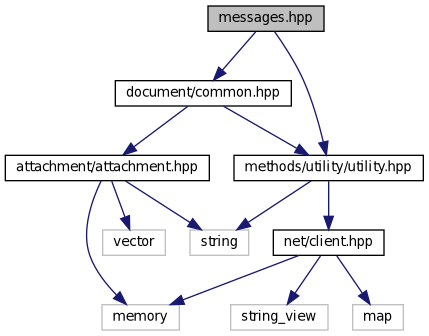 messages.hpp
document/common.hpp
attachment/attachment.hpp
methods/utility/utility.hpp
vector
string
net/client.hpp
memory
string_view
map